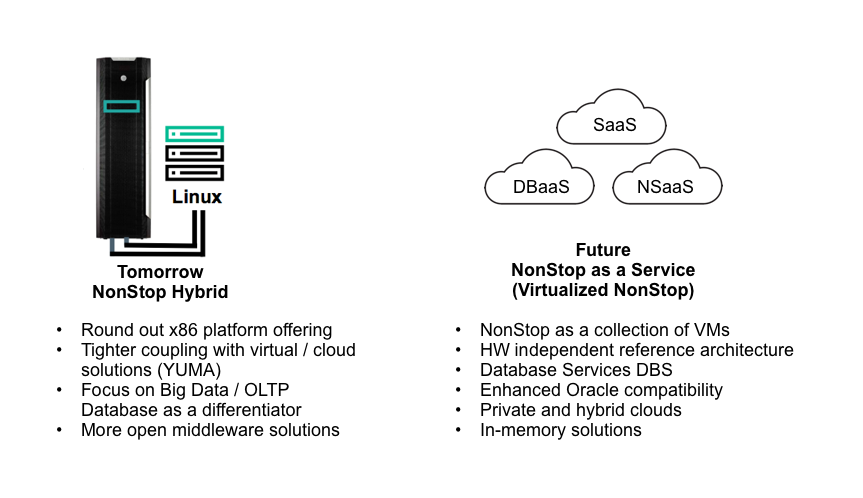 Linux
Tomorrow
NonStop Hybrid
• Round out x86 platform offering
• Tighter coupling with virtual / cloud
solutions (YUMA)
• Focus on Big Data / OLTP
Database as a differentiator
• More open middleware solutions
SaaS
DBaaS
NSaaS
Future
NonStop as a Service
(Virtualized NonStop)
• NonStop as a collection of VMs
• HW independent reference architecture
• Database Services DBS
• Enhanced Oracle compatibility
• Private and hybrid clouds
• In-memory solutions